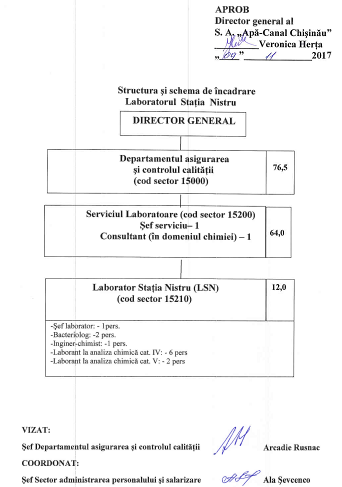 APROB
Director general al
S. A. „Apă-Canal Chişinău”
Veronica Herţa
„09” 11 2017
Structura şi schema de încadrare
Laboratorul Staţia Nistru
DIRECTOR GENERAL
Departamentul asigurarea
şi controlul calităţii
(cod sector 15000)
76,5
Serviciul Laboratoare (cod sector 15200)
Şef serviciu– 1
Consultant (în domeniul chimiei) – 1
64,0
Laborator Staţia Nistru (LSN)
(cod sector 15210)
12,0
-Şef laborator: - 1pers.
-Bacteriolog: -2 pers.
-Inginer-chimist: -1 pers.
-Laborant la analiza chimică cat. IV: - 6 pers
-Laborant la analiza chimică cat. V: - 2 pers
VIZAT:
Şef Departamentul asigurarea şi controlul calităţii Arcadie Rusnac
COORDONAT:
Şef Sector administrarea personalului şi salarizare Ala Şevcenco